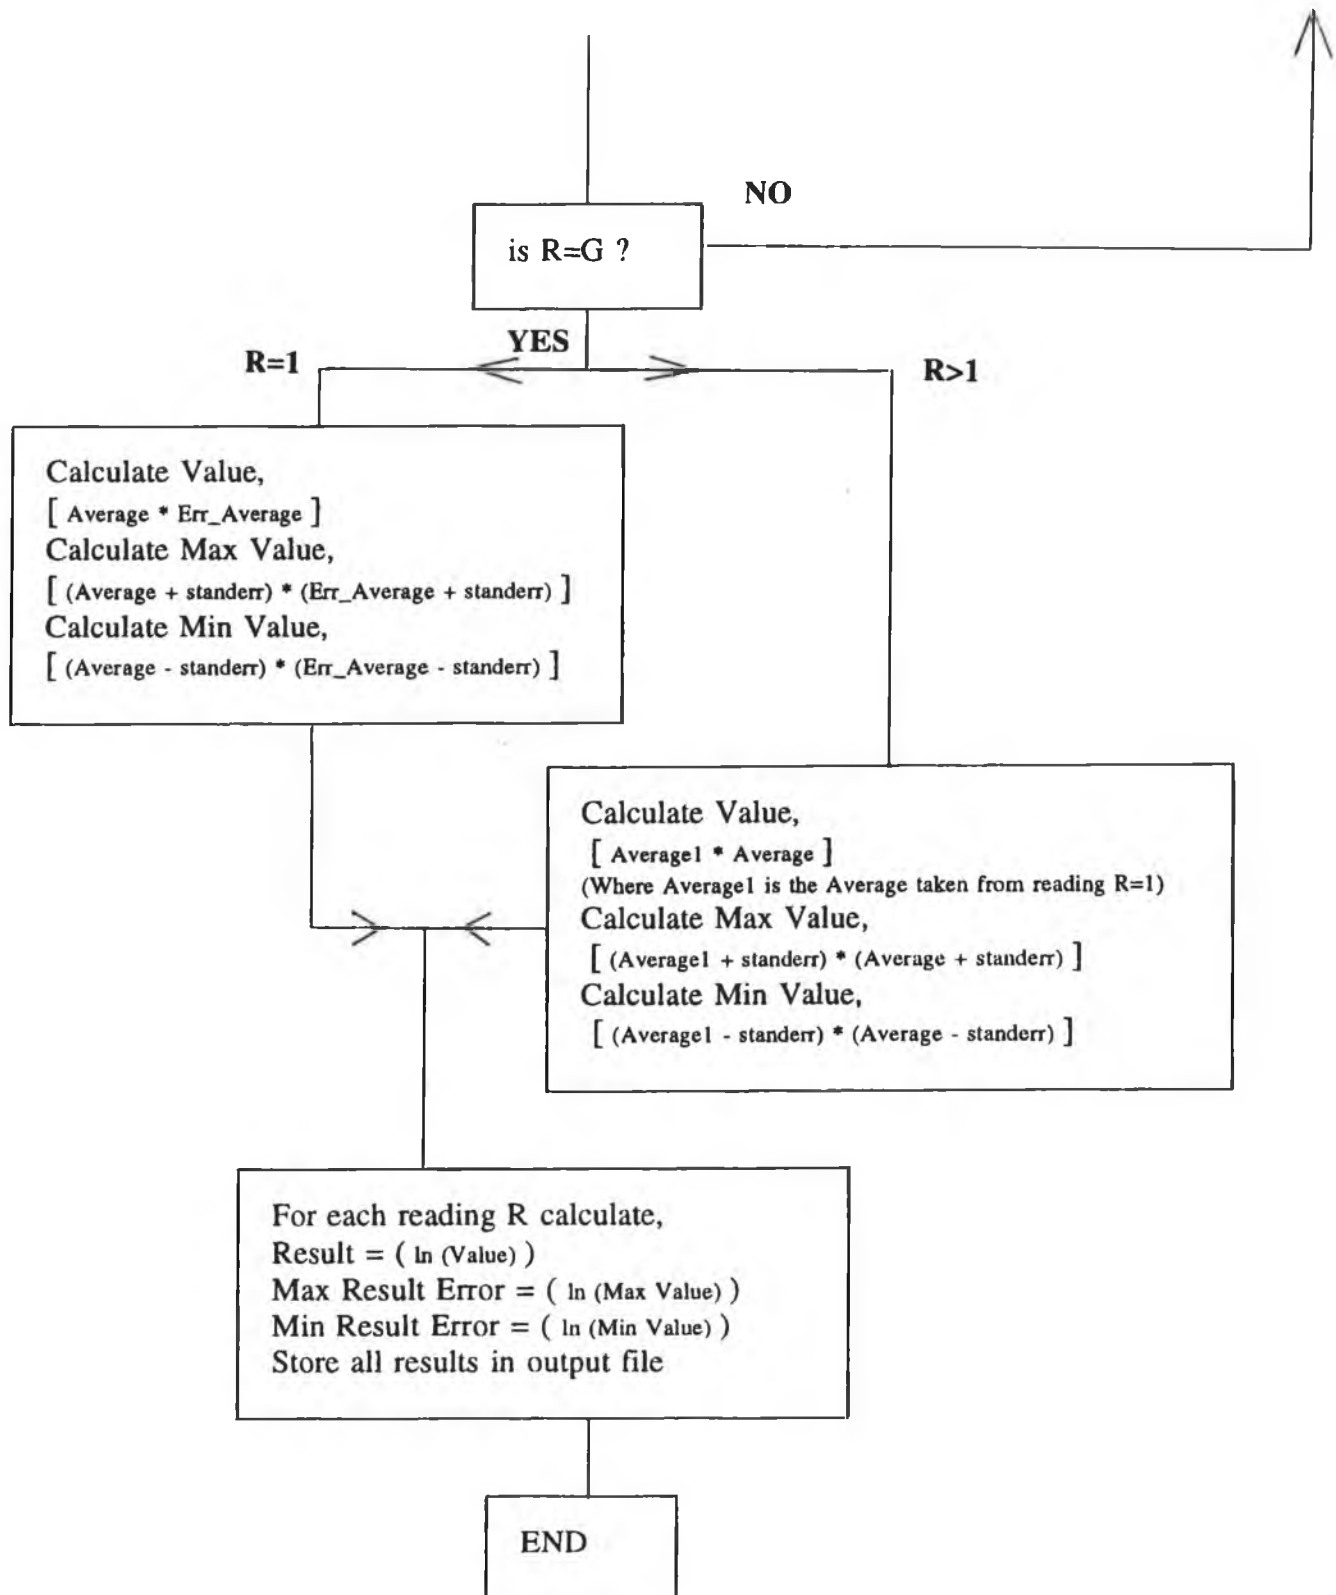 NO
is R=G ?
YES
R=1
R>1
Calculate Value,
[ Average * Err_Average ]
Calculate Max Value,
[ (Average + standerr) * (Err_Average + standerr) ]
Calculate Min Value,
[ (Average - standerr) * (Err_Average - standerr) ]
Calculate Value,
[ Average1 * Average ]
(Where Average1 is the Average taken from reading R=1)
Calculate Max Value,
[ (Average1 + standerr) * (Average + standerr) ]
Calculate Min Value,
[ (Average1 - standerr) * (Average - standerr) ]
For each reading R calculate,
Result = ( ln (Value) )
Max Result Error = ( ln (Max Value) )
Min Result Error = ( ln (Min Value) )
Store all results in output file
END